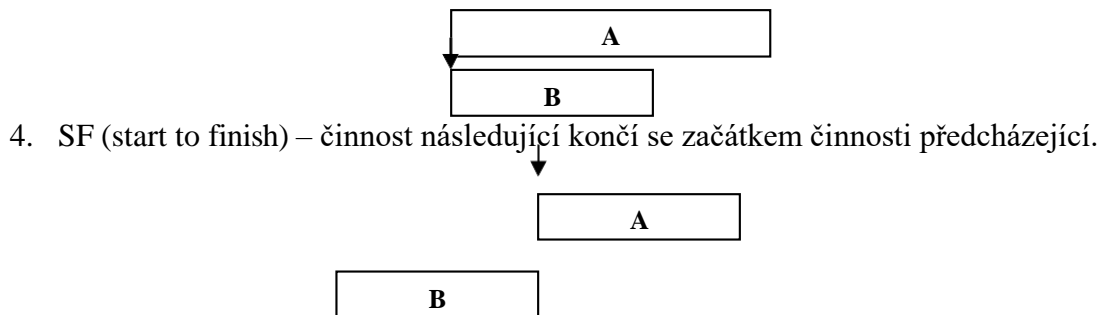 A
B
4. SF (start to finish) – činnost následující končí se začátkem činnosti předcházející.
A
B